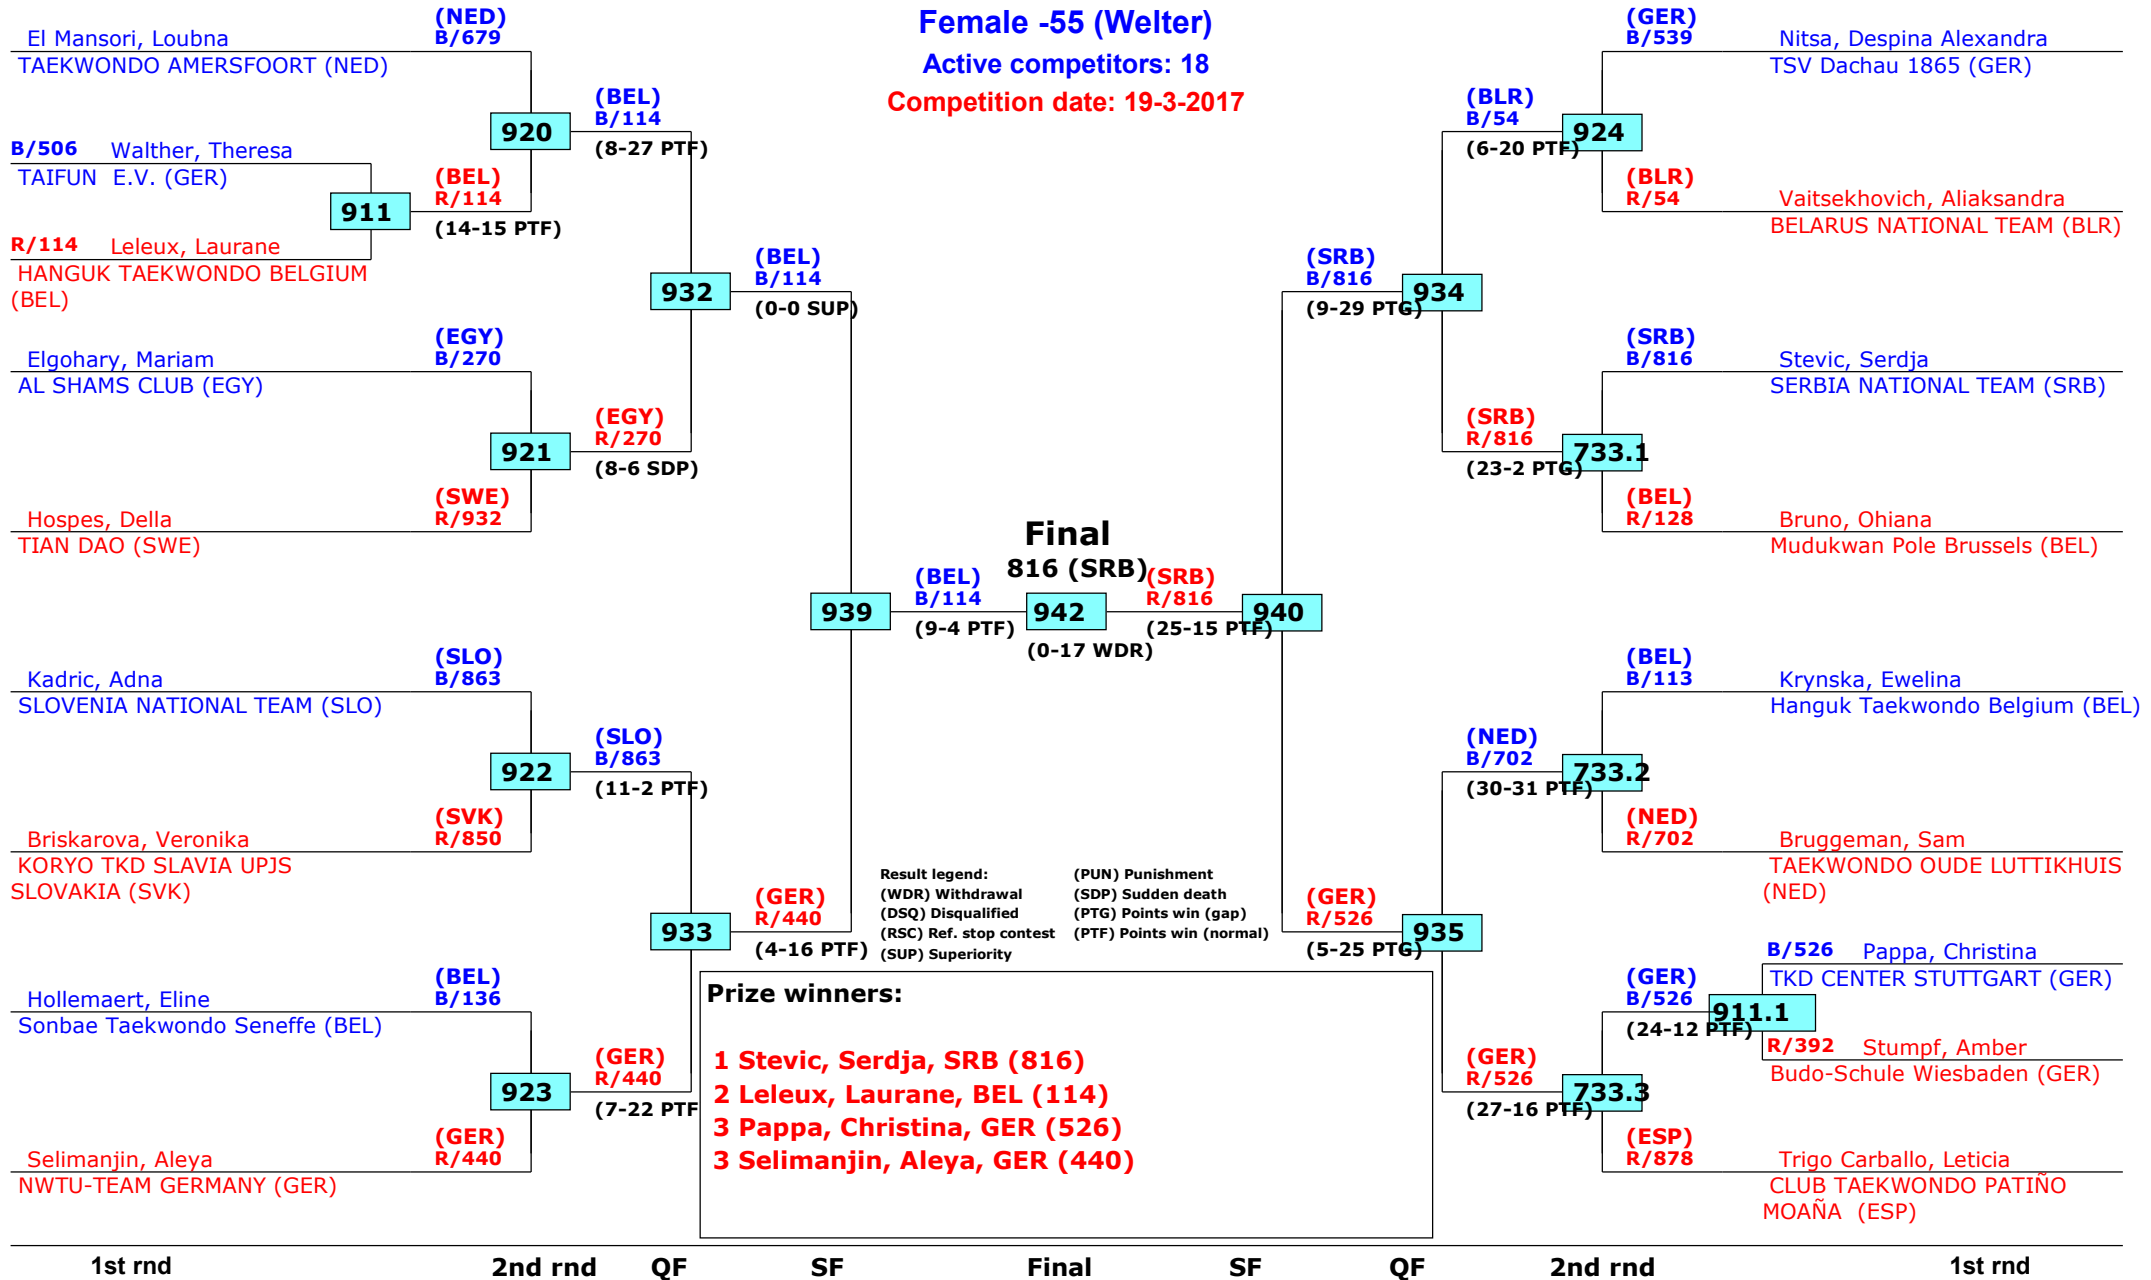 Female -55 (Welter)
Active competitors: 18
Competition date: 19-3-2017
(NED)
El Mansori, Loubna B/679
TAEKWONDO AMERSFOORT (NED)
920
(BEL)
B/114
(8-27 PTF)
B/506 Walther, Theresa
TAIFUN E.V. (GER)
911
(BEL)
R/114
(14-15 PTF)
R/114 Leleux, Laurane
HANGUK TAEKWONDO BELGIUM
(BEL)
932
(BEL)
B/114
(0-0 SUP)
(EGY)
Elgohary, Mariam B/270
AL SHAMS CLUB (EGY)
921
(EGY)
R/270
(8-6 SDP)
(SWE)
Hospes, Della R/932
TIAN DAO (SWE)
939
(BEL)
B/114
(9-4 PTF)
Final
816 (SRB)
942
(0-17 WDR)
(SRB)
R/816
(25-15 PTF)
940
(SLO)
Kadric, Adna B/863
SLOVENIA NATIONAL TEAM (SLO)
922
(SLO)
B/863
(11-2 PTF)
(SVK)
Briskarova, Veronika R/850
KORYO TKD SLAVIA UPJS
SLOVAKIA (SVK)
933
(GER)
R/440
(4-16 PTF)
(BEL)
Hollemaert, Eline B/136
Sonbae Taekwondo Seneffe (BEL)
923
(GER)
R/440
(7-22 PTF
(GER)
Selimanjin, Aleya R/440
NWTU-TEAM GERMANY (GER)
(GER)
B/539 Nitsa, Despina Alexandra
TSV Dachau 1865 (GER)
(BLR)
B/54
(6-20 PTF)
924
(BLR)
R/54 Vaitsekhovich, Aliaksandra
BELARUS NATIONAL TEAM (BLR)
(SRB)
B/816
(9-29 PTG)
934
(SRB)
B/816 Stevic, Serdja
SERBIA NATIONAL TEAM (SRB)
(SRB)
R/816
(23-2 PTG)
733.1
(BEL)
R/128 Bruno, Ohiana
Mudukwan Pole Brussels (BEL)
(BEL)
B/113 Krynska, Ewelina
Hanguk Taekwondo Belgium (BEL)
(NED)
B/702
(30-31 PTF)
733.2
(NED)
R/702 Bruggeman, Sam
TAEKWONDO OUDE LUTTIKHUIS
(NED)
(GER)
R/526
(5-25 PTG)
935
B/526 Pappa, Christina
TKD CENTER STUTTGART (GER)
(GER)
B/526
(24-12 PTF)
911.1
R/392 Stumpf, Amber
Budo-Schule Wiesbaden (GER)
(GER)
R/526
(27-16 PTF)
733.3
(ESP)
R/878 Trigo Carballo, Leticia
CLUB TAEKWONDO PATIÑO
MOAÑA (ESP)
Result legend: (PUN) Punishment
(WDR) Withdrawal (SDP) Sudden death
(DSQ) Disqualified (PTG) Points win (gap)
(RSC) Ref. stop contest (PTF) Points win (normal)
(SUP) Superiority
Prize winners:
1 Stevic, Serdja, SRB (816)
2 Leleux, Laurane, BEL (114)
3 Pappa, Christina, GER (526)
3 Selimanjin, Aleya, GER (440)
1st rnd 2nd rnd QF SF Final SF QF 2nd rnd 1st rnd